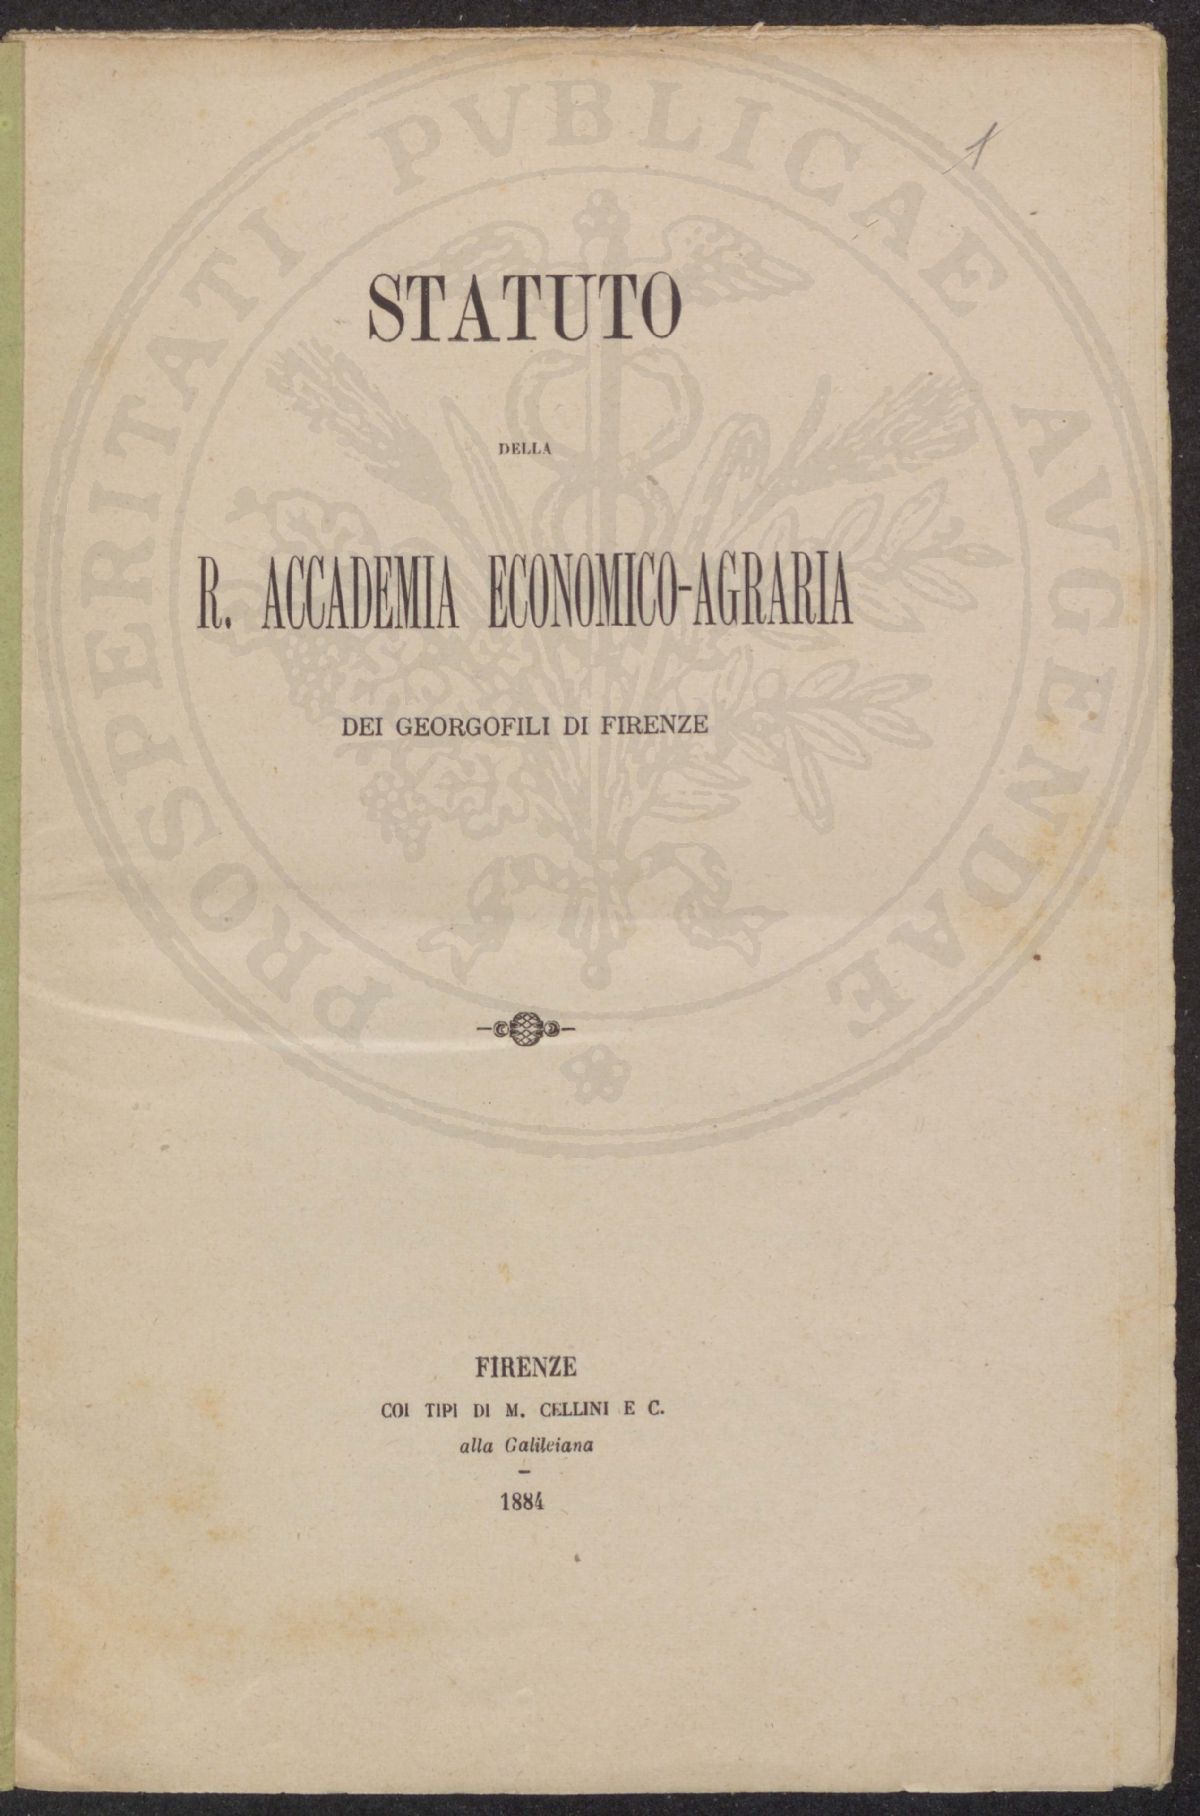 1
STATUTO
DELLA
R. ACCADEMIA ECONOMICO-AGRARIA
DEI GEORGOFILI DI FIRENZE
FIRENZE
COI TIPI DI M. CELLINI E C.
alla Galileiana
1884
PROSPERITATI PVBLICAE AVGENDAE